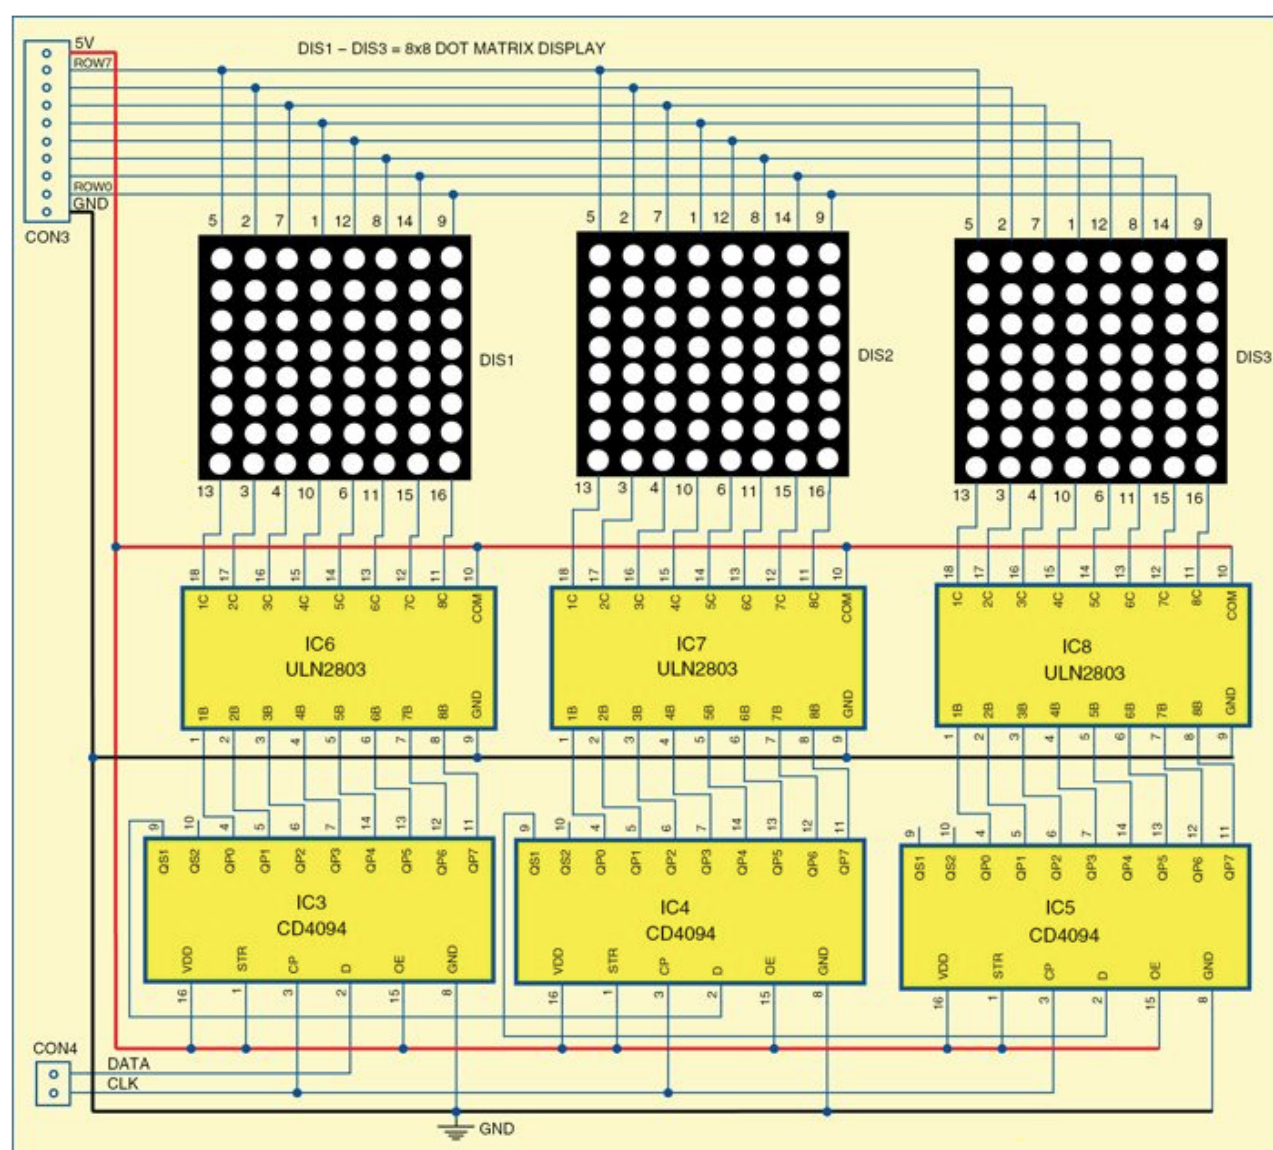 5V
DIS1 – DIS3 = 8x8 DOT MATRIX DISPLAY
ROW7
ROW0
GND
CON3
5 2 7 1 12 8 14 9
5 2 7 1 12 8 14 9
5 2 7 1 12 8 14 9
DIS1
DIS2
DIS3
13 3 4 10 6 11 15 16
13 3 4 10 6 11 15 16
13 3 4 10 6 11 15 16
18 17 16 15 14 13 12 11 10
18 17 16 15 14 13 12 11 10
18 17 16 15 14 13 12 11 10
1C 2C 3C 4C 5C 6C 7C 8C COM
1C 2C 3C 4C 5C 6C 7C 8C COM
1C 2C 3C 4C 5C 6C 7C 8C COM
IC6
ULN2803
IC7
ULN2803
IC8
ULN2803
1B 2B 3B 4B 5B 6B 7B 8B GND
1B 2B 3B 4B 5B 6B 7B 8B GND
1B 2B 3B 4B 5B 6B 7B 8B GND
1 2 3 4 5 6 7 8 9
1 2 3 4 5 6 7 8 9
1 2 3 4 5 6 7 8 9
9 10 4 5 6 7 14 13 12 11
9 10 4 5 6 7 14 13 12 11
9 10 4 5 6 7 14 13 12 11
QS1 QS2 QP0 QP1 QP2 QP3 QP4 QP5 QP6 QP7
QS1 QS2 QP0 QP1 QP2 QP3 QP4 QP5 QP6 QP7
QS1 QS2 QP0 QP1 QP2 QP3 QP4 QP5 QP6 QP7
IC3
CD4094
IC4
CD4094
IC5
CD4094
VDD STR CP D OE GND
VDD STR CP D OE GND
VDD STR CP D OE GND
16 1 3 2 15 8
16 1 3 2 15 8
16 1 3 2 15 8
CON4
DATA
CLK
GND